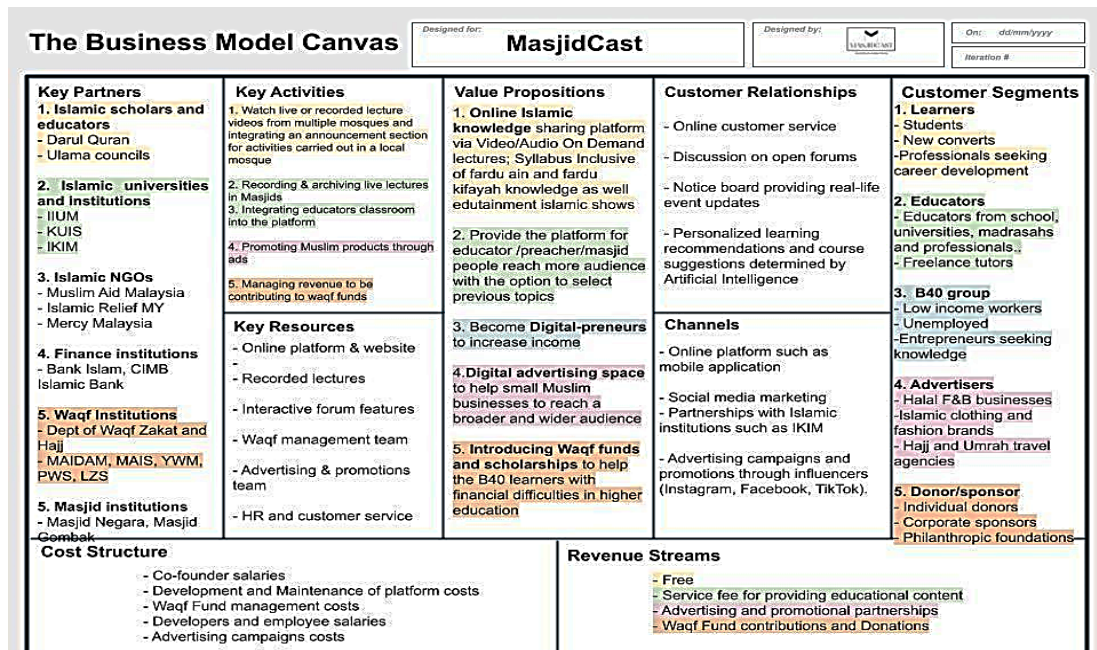 The Business Model Canvas
Designed for:
MasjidCast
Designed by:
MASJIDCAST
On: dd/mm/yyyy
Iteration #
Key Partners
1. Islamic scholars and
educators
- Darul Quran
- Ulama councils
2. Islamic universities
and institutions
- IIUM
- KUIS
- IKIM
3. Islamic NGOs
- Muslim Aid Malaysia
- Islamic Relief MY
- Mercy Malaysia
4. Finance institutions
- Bank Islam, CIMB
Islamic Bank
5. Waqf Institutions
- Dept of Waqf Zakat and
Hajj
- MAIDAM, MAIS, YWM,
PWS, LZS
5. Masjid institutions
- Masjid Negara, Masjid
Gombak
Key Activities
1. Watch live or recorded lecture
videos from multiple mosques and
integrating an announcement section
for activities carried out in a local
mosque
2. Recording & archiving live lectures
in Masjids
3. Integrating educators classroom
into the platform
4. Promoting Muslim products through
ads
5. Managing revenue to be
contributing to waqf funds
Key Resources
- Online platform & website
-
- Recorded lectures
- Interactive forum features
- Waqf management team
- Advertising & promotions
team
- HR and customer service
Value Propositions
1. Online Islamic
knowledge sharing platform
via Video/Audio On Demand
lectures; Syllabus Inclusive
of fardu ain and fardu
kifayah knowledge as well
edutainment islamic shows
2. Provide the platform for
educator /preacher/masjid
people reach more audience
with the option to select
previous topics
3. Become Digital-preneurs
to increase income
4.Digital advertising space
to help small Muslim
businesses to reach a
broader and wider audience
5. Introducing Waqf funds
and scholarships to help
the B40 learners with
financial difficulties in higher
education
Customer Relationships
- Online customer service
- Discussion on open forums
- Notice board providing real-life
event updates
- Personalized learning
recommendations and course
suggestions determined by
Artificial Intelligence
Channels
- Online platform such as
mobile application
- Social media marketing
- Partnerships with Islamic
institutions such as IKIM
- Advertising campaigns and
promotions through influencers
(Instagram, Facebook, TikTok).
Customer Segments
1. Learners
- Students
- New converts
-Professionals seeking
career development
2. Educators
- Educators from school,
universities, madrasahs
and professionals..
- Freelance tutors
3. B40 group
- Low income workers
- Unemployed
-Entrepreneurs seeking
knowledge
4. Advertisers
- Halal F&B businesses
-Islamic clothing and
fashion brands
- Hajj and Umrah travel
agencies
5. Donor/sponsor
- Individual donors
- Corporate sponsors
- Philanthropic foundations
Cost Structure
- Co-founder salaries
- Development and Maintenance of platform costs
- Waqf Fund management costs
- Developers and employee salaries
- Advertising campaigns costs
Revenue Streams
- Free
- Service fee for providing educational content
- Advertising and promotional partnerships
- Waqf Fund contributions and Donations